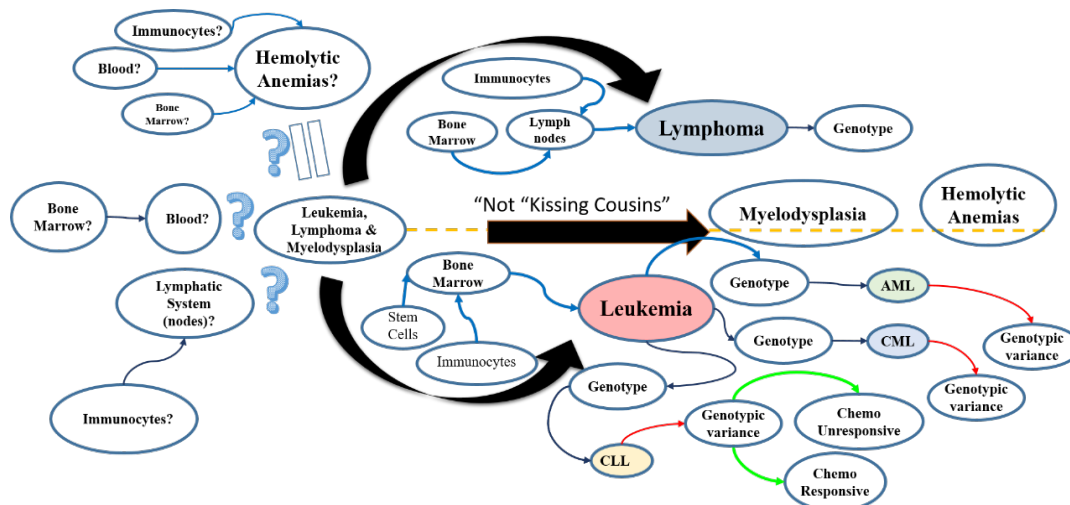 Immunocytes?
Blood?
Bone
Marrow?
Hemolytic
Anemias?
?
Bone
Marrow?
Blood?
?
Lymphatic
System
(nodes)?
?
Immunocytes?
Leukemia,
Lymphoma &
Myelodysplasia
Immunocytes
Bone
Marrow
Lymph
nodes
Lymphoma
Genotype
“Not “Kissing Cousins”
Myelodysplasia
Hemolytic
Anemias
Bone
Marrow
Stem
Cells
Immunocytes
Leukemia
Genotype
AML
Genotypic
variance
Genotype
CML
Genotypic
variance
Genotype
CLL
Genotypic
variance
Chemo
Unresponsive
Chemo
Responsive